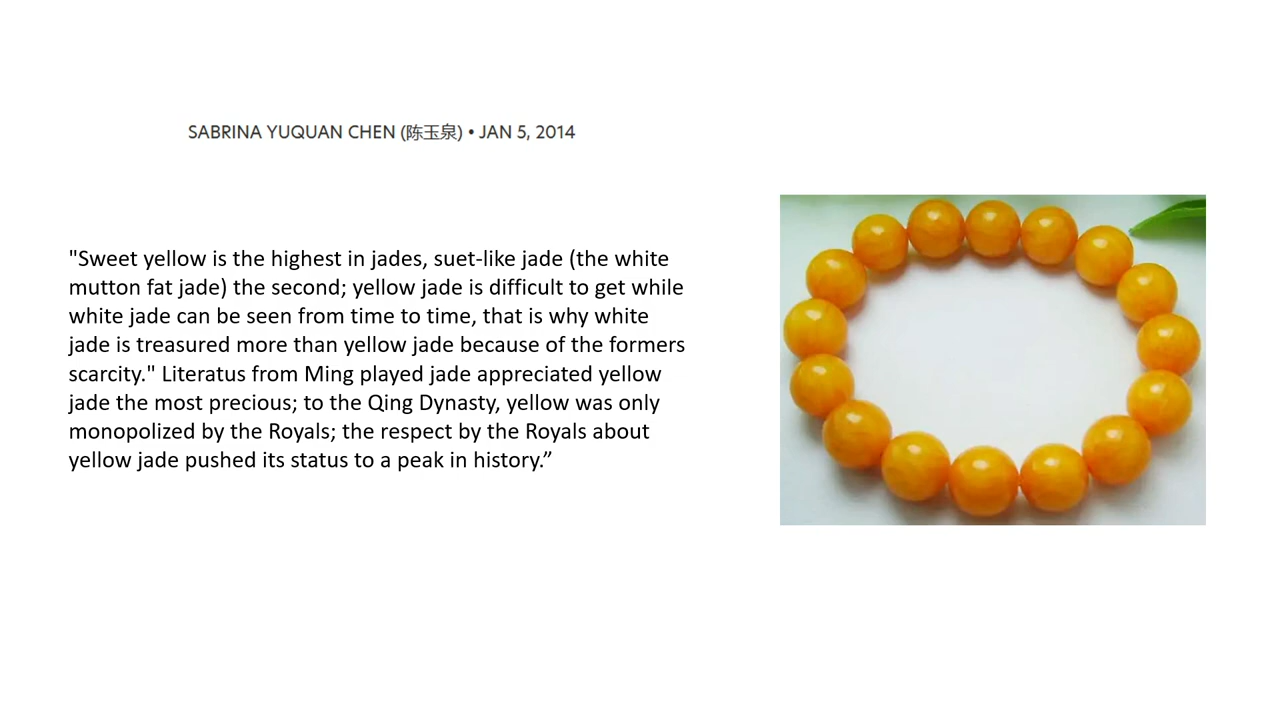 SABRINA YUQUAN CHEN (陈玉泉) • JAN 5, 2014
"Sweet yellow is the highest in jades, suet-like jade (the white
mutton fat jade) the second; yellow jade is difficult to get while
white jade can be seen from time to time, that is why white
jade is treasured more than yellow jade because of the formers
scarcity." Literatus from Ming played jade appreciated yellow
jade the most precious; to the Qing Dynasty, yellow was only
monopolized by the Royals; the respect by the Royals about
yellow jade pushed its status to a peak in history.”